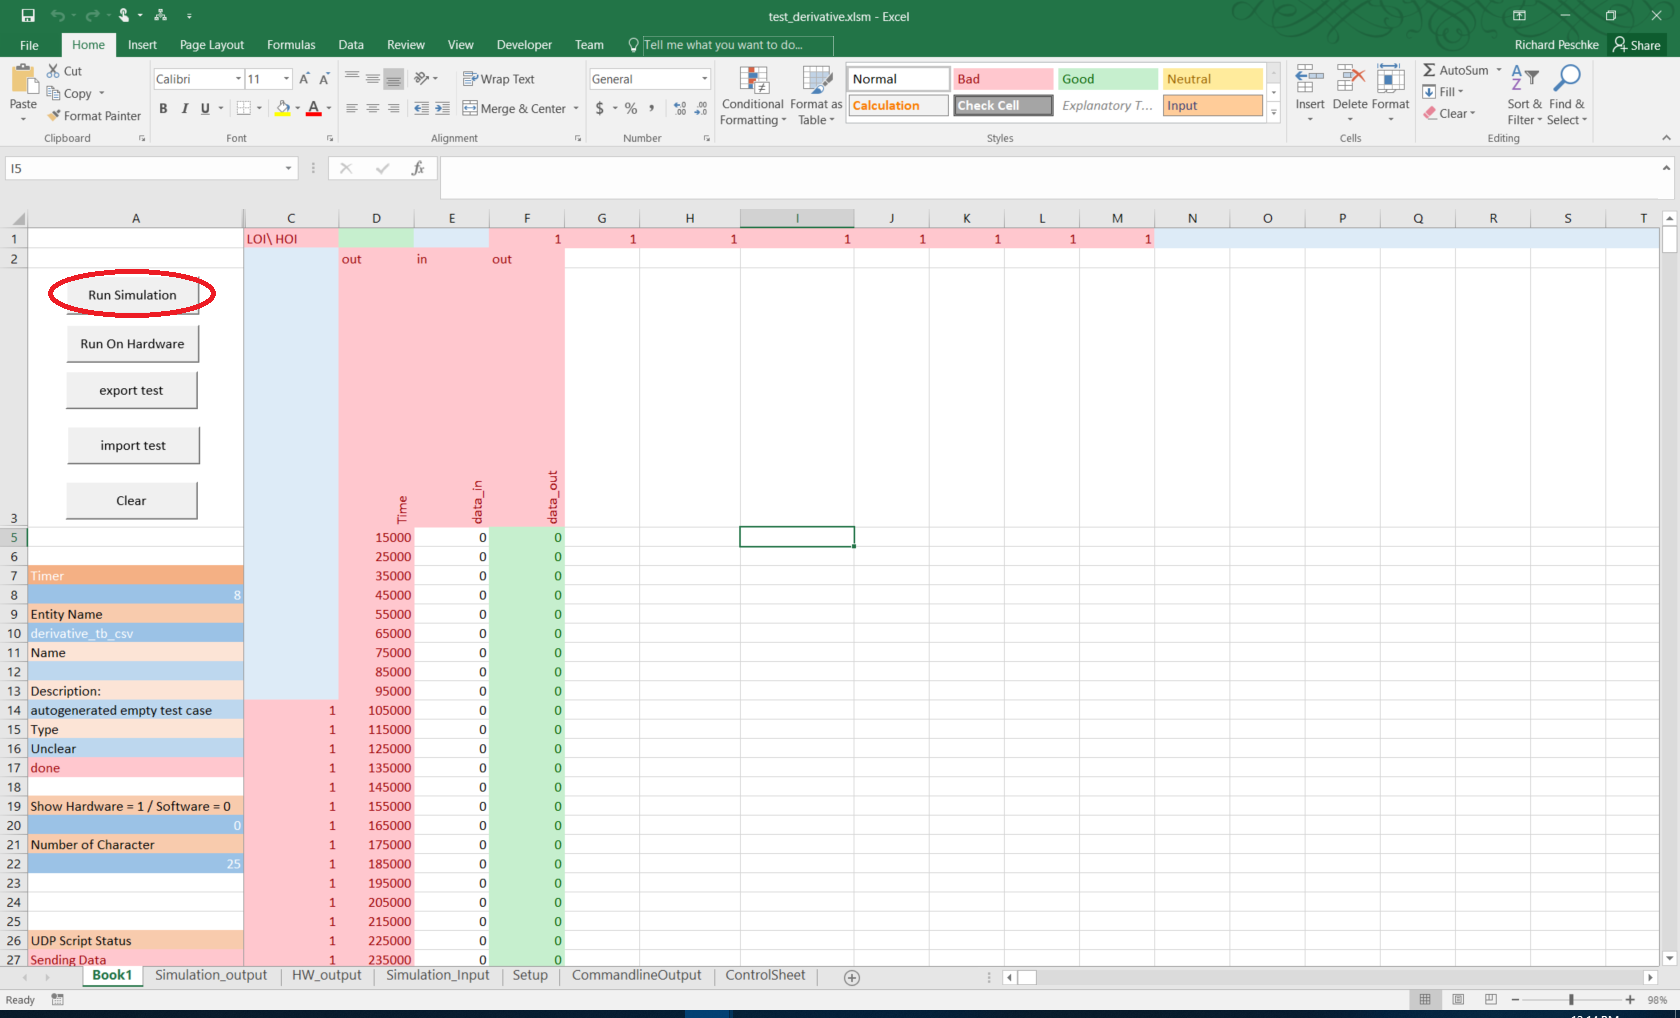 test_derivative.xlsm - Excel
File Home Insert Page Layout Formulas Data Review View Developer Team Tell me what you want to do... Richard Peschke Share
Paste Cut Copy Format Painter Clipboard
Calibri 11 A A B I U A Font
Wrap Text Merge & Center Alignment
General $ % , Number
Conditional Formatting Format as Table
Normal Bad Good Neutral
Calculation Check Cell Explanatory T... Input
Styles
Insert Delete Format Cells
AutoSum Fill Clear Sort & Filter Find & Select Editing
I5 fx
A C D E F G H I J K L M N O P Q R S T
1 LOI\ HOI 1 1 1 1 1 1 1 1
2 out in out
Run Simulation
Run On Hardware
export test
import test
Clear
3 Time data_in data_out
5 15000 0 0
6 25000 0 0
7 Timer 35000 0 0
8 8 45000 0 0
9 Entity Name 55000 0 0
10 derivative_tb_csv 65000 0 0
11 Name 75000 0 0
12 85000 0 0
13 Description: 95000 0 0
14 autogenerated empty test case 1 105000 0 0
15 Type 1 115000 0 0
16 Unclear 1 125000 0 0
17 done 1 135000 0 0
18 1 145000 0 0
19 Show Hardware = 1 / Software = 0 1 155000 0 0
20 0 1 165000 0 0
21 Number of Character 1 175000 0 0
22 25 1 185000 0 0
23 1 195000 0 0
24 1 205000 0 0
25 1 215000 0 0
26 UDP Script Status 1 225000 0 0
27 Sending Data 1 235000 0 0
Book1 Simulation_output HW_output Simulation_Input Setup CommandlineOutput ControlSheet
Ready 98%